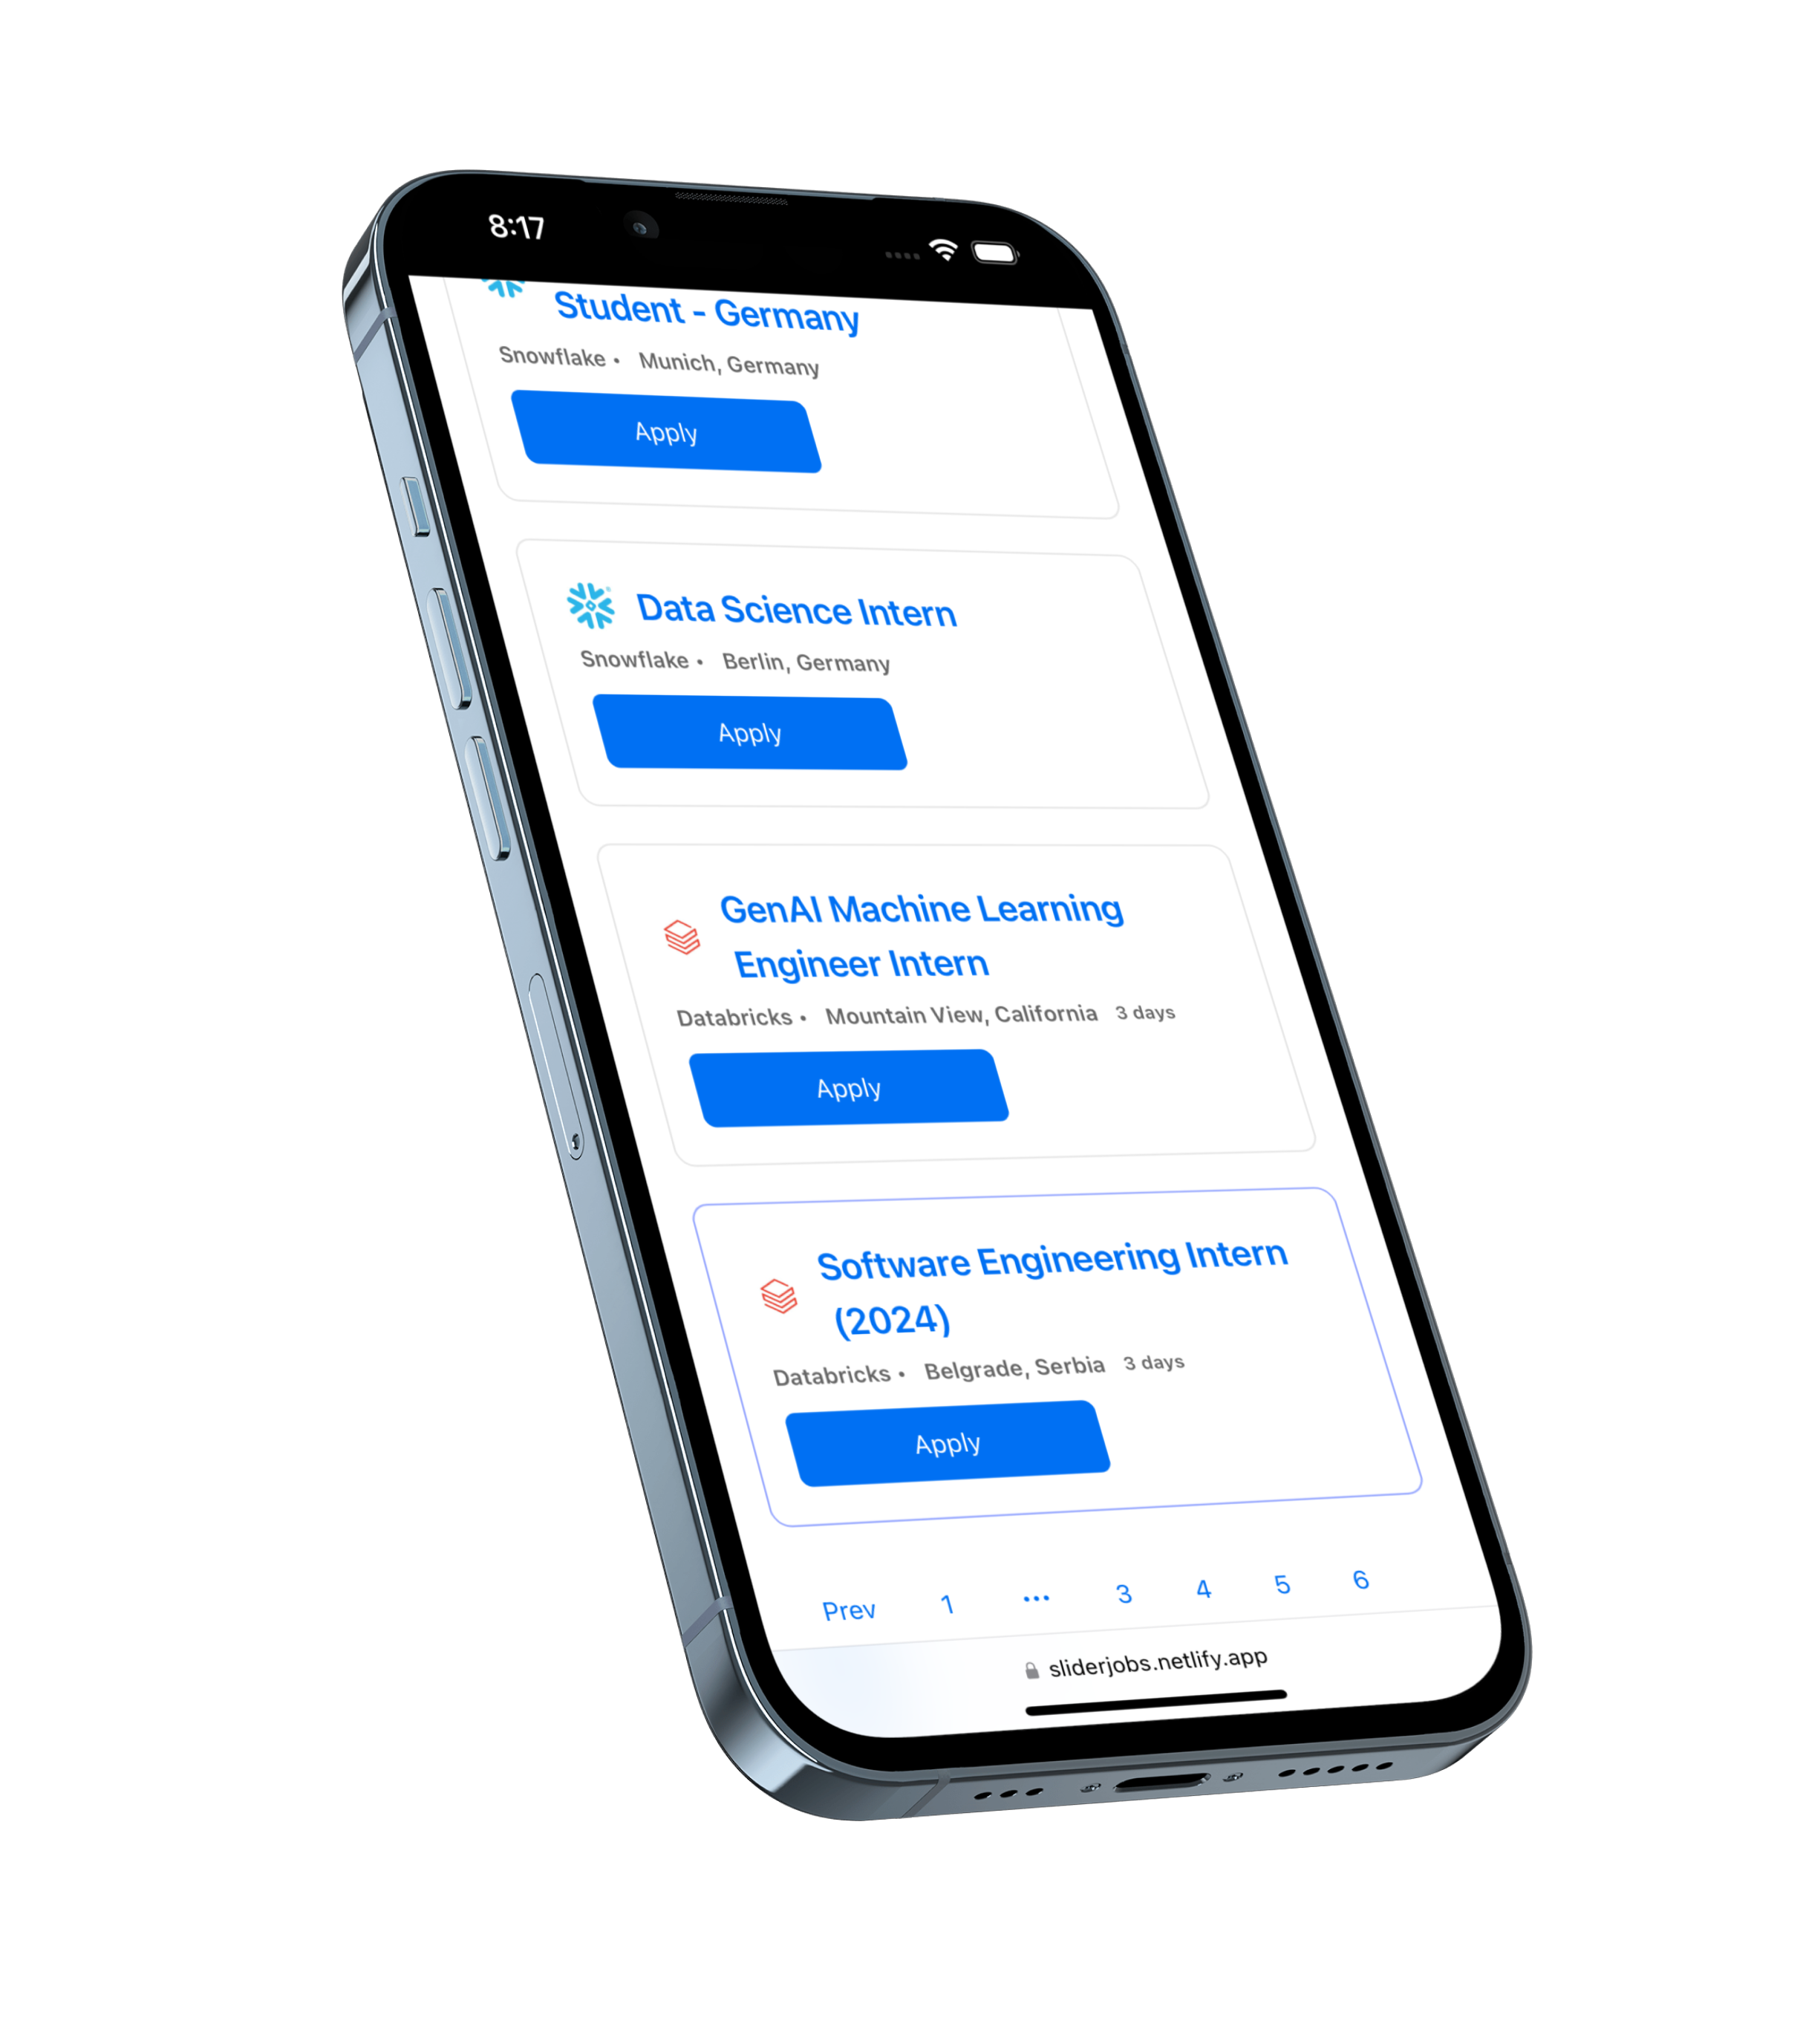 8:17
Student - Germany
Snowflake • Munich, Germany
Apply
Data Science Intern
Snowflake • Berlin, Germany
Apply
GenAI Machine Learning
Engineer Intern
Databricks • Mountain View, California 3 days
Apply
Software Engineering Intern
(2024)
Databricks • Belgrade, Serbia 3 days
Apply
Prev 1 ••• 3 4 5 6
sliderjobs.netlify.app